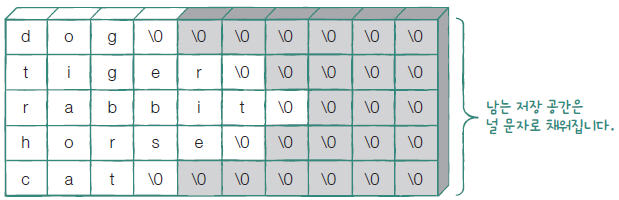 d o g \0 \0 \0 \0 \0 \0 \0
t i g e r \0 \0 \0 \0 \0
r a b b i t \0 \0 \0 \0
h o r s e \0 \0 \0 \0 \0
c a t \0 \0 \0 \0 \0 \0 \0
남는 저장 공간은
널 문자로 채워집니다.